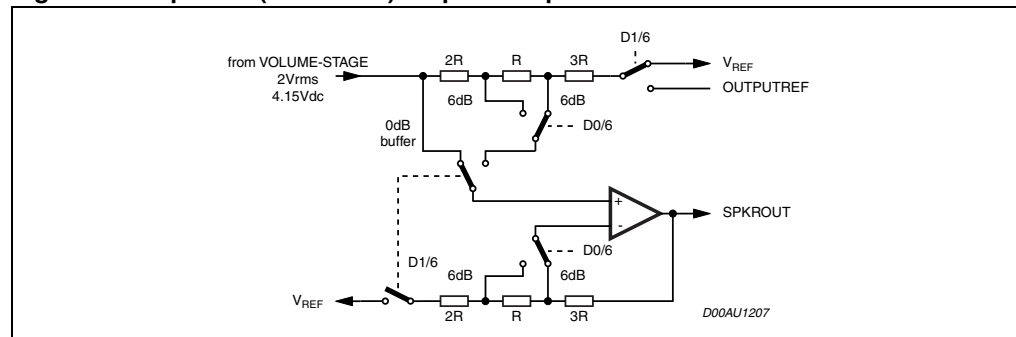 D1/6
from VOLUME-STAGE
2Vrms
4.15Vdc
2R
R
3R
VREF
OUTPUTREF
6dB
6dB
0dB
buffer
D0/6
+
-
SPKROUT
D0/6
D1/6
6dB
6dB
VREF
2R
R
3R
D00AU1207